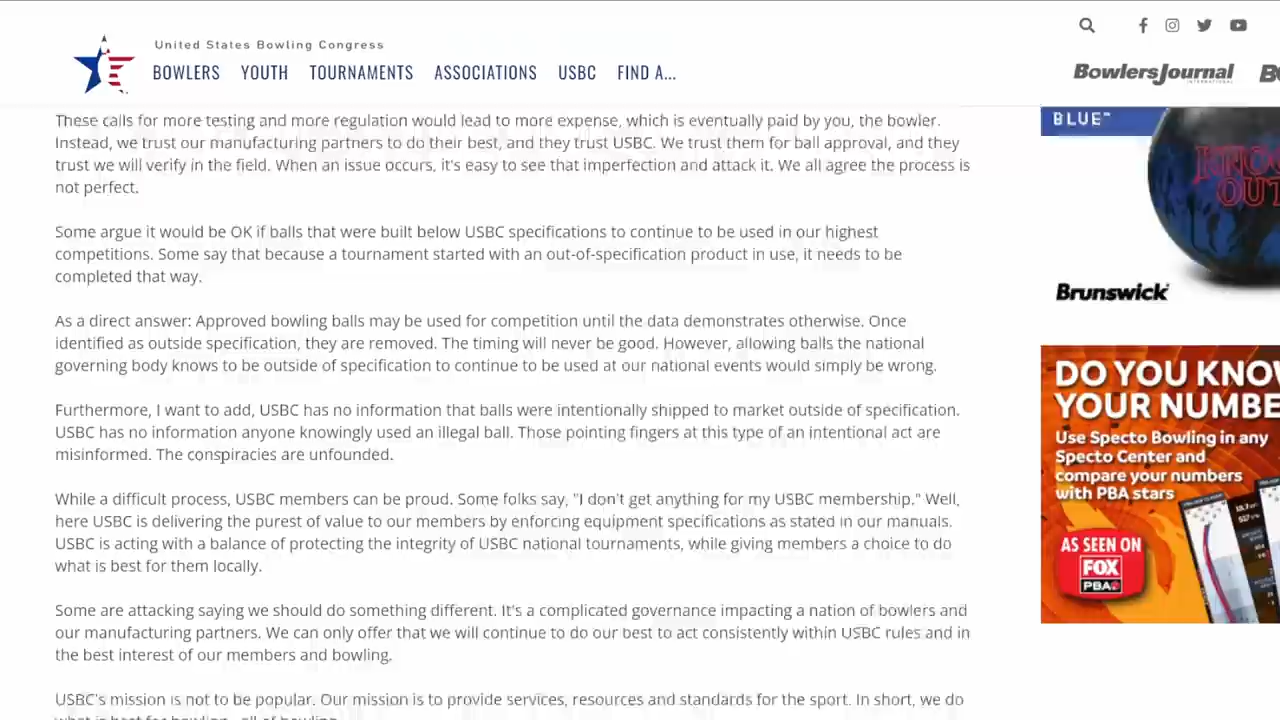 United States Bowling Congress
BOWLERS YOUTH TOURNAMENTS ASSOCIATIONS USBC FIND A...
BowlersJournal
INTERNATIONAL
These calls for more testing and more regulation would lead to more expense, which is eventually paid by you, the bowler.
Instead, we trust our manufacturing partners to do their best, and they trust USBC. We trust them for ball approval, and they
trust we will verify in the field. When an issue occurs, it's easy to see that imperfection and attack it. We all agree the process is
not perfect.
Some argue it would be OK if balls that were built below USBC specifications to continue to be used in our highest
competitions. Some say that because a tournament started with an out-of-specification product in use, it needs to be
completed that way.
As a direct answer: Approved bowling balls may be used for competition until the data demonstrates otherwise. Once
identified as outside specification, they are removed. The timing will never be good. However, allowing balls the national
governing body knows to be outside of specification to continue to be used at our national events would simply be wrong.
Furthermore, I want to add, USBC has no information that balls were intentionally shipped to market outside of specification.
USBC has no information anyone knowingly used an illegal ball. Those pointing fingers at this type of an intentional act are
misinformed. The conspiracies are unfounded.
While a difficult process, USBC members can be proud. Some folks say, "I don't get anything for my USBC membership." Well,
here USBC is delivering the purest of value to our members by enforcing equipment specifications as stated in our manuals.
USBC is acting with a balance of protecting the integrity of USBC national tournaments, while giving members a choice to do
what is best for them locally.
Some are attacking saying we should do something different. It's a complicated governance impacting a nation of bowlers and
our manufacturing partners. We can only offer that we will continue to do our best to act consistently within USBC rules and in
the best interest of our members and bowling.
USBC's mission is not to be popular. Our mission is to provide services, resources and standards for the sport. In short, we do
what is best for bowling - all of bowling.
BLUE™
OUT
Brunswick
DO YOU KNOW
YOUR NUMBE
Use Specto Bowling in any
Specto Center and
compare your numbers
with PBA stars
AS SEEN ON
FOX
PBA